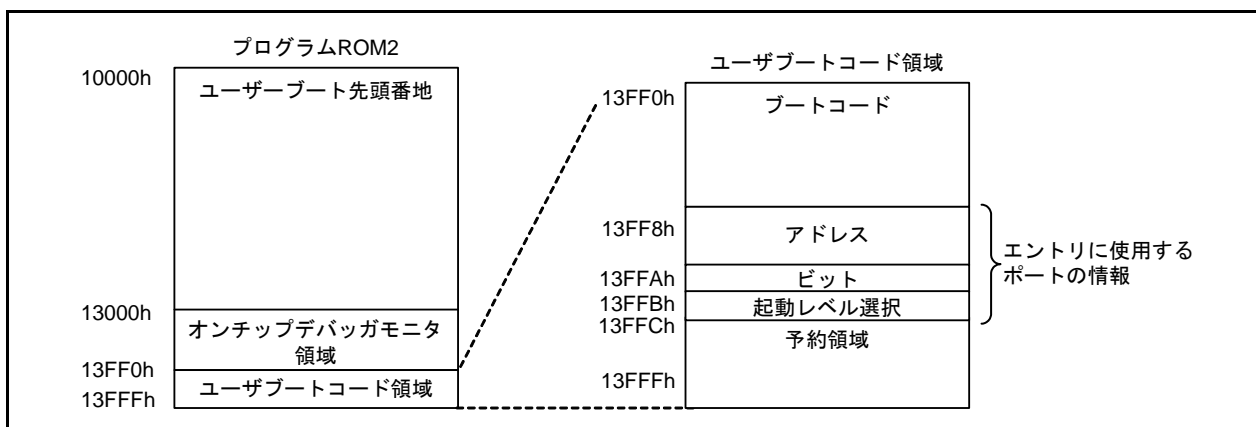 プログラムROM2
10000h
ユーザーブート先頭番地
13000h
オンチップデバッガモニタ
領域
13FF0h
ユーザブートコード領域
13FFFh
ユーザブートコード領域
13FF0h
ブートコード
13FF8h
アドレス
13FFAh
ビット
13FFBh
起動レベル選択
13FFCh
予約領域
13FFFh
エントリに使用する
ポートの情報